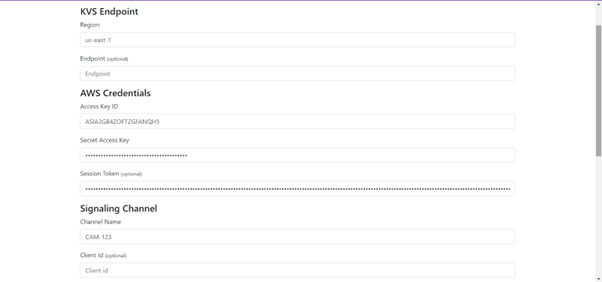 KVS Endpoint
Region
us-east-1
Endpoint (optional)
Endpoint
AWS Credentials
Access Key ID
ASIA3GB4ZOFTZGFANQH5
Secret Access Key
Session Token (optional)
Signaling Channel
Channel Name
CAM-123
Client Id (optional)
Client id